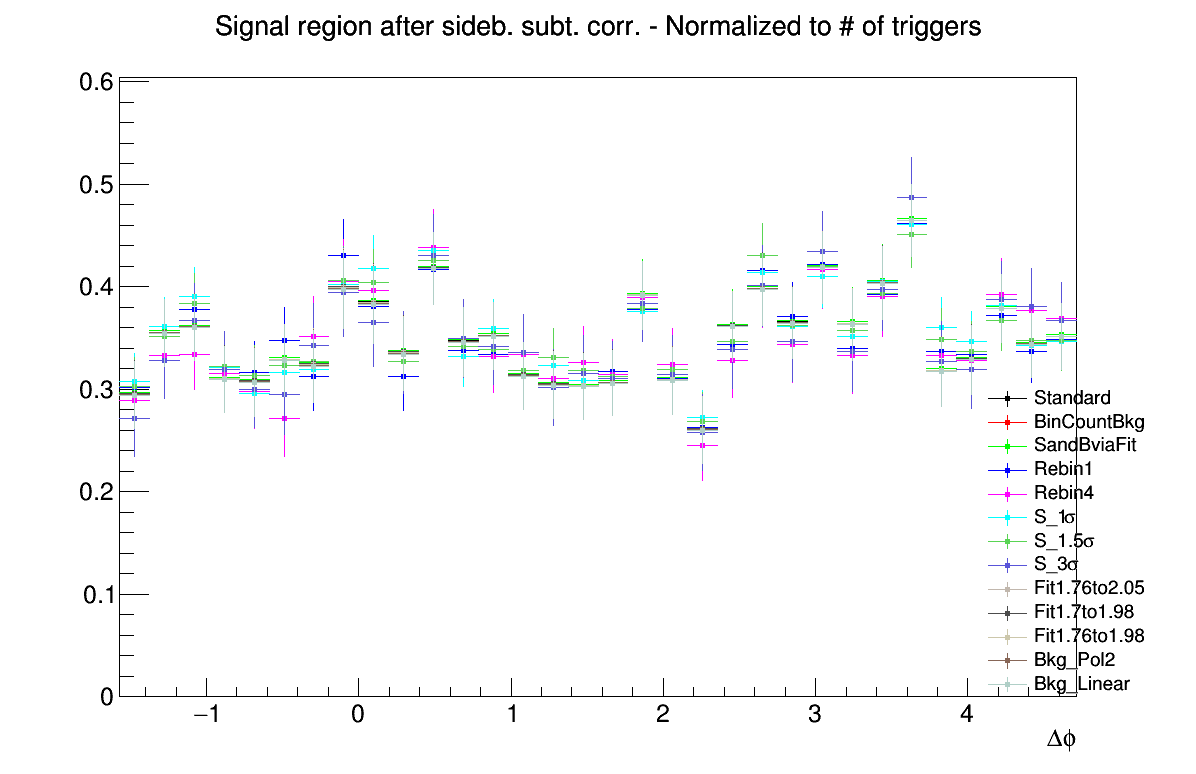 Signal region after sideb. subt. corr. - Normalized to # of triggers
0.6
0.5
0.4
0.3
0.2
0.1
0
−1
0
1
2
3
4
Δϕ
Standard
BinCountBkg
SandBviaFit
Rebin1
Rebin4
S_1σ
S_1.5σ
S_3σ
Fit1.76to2.05
Fit1.7to1.98
Fit1.76to1.98
Bkg_Pol2
Bkg_Linear